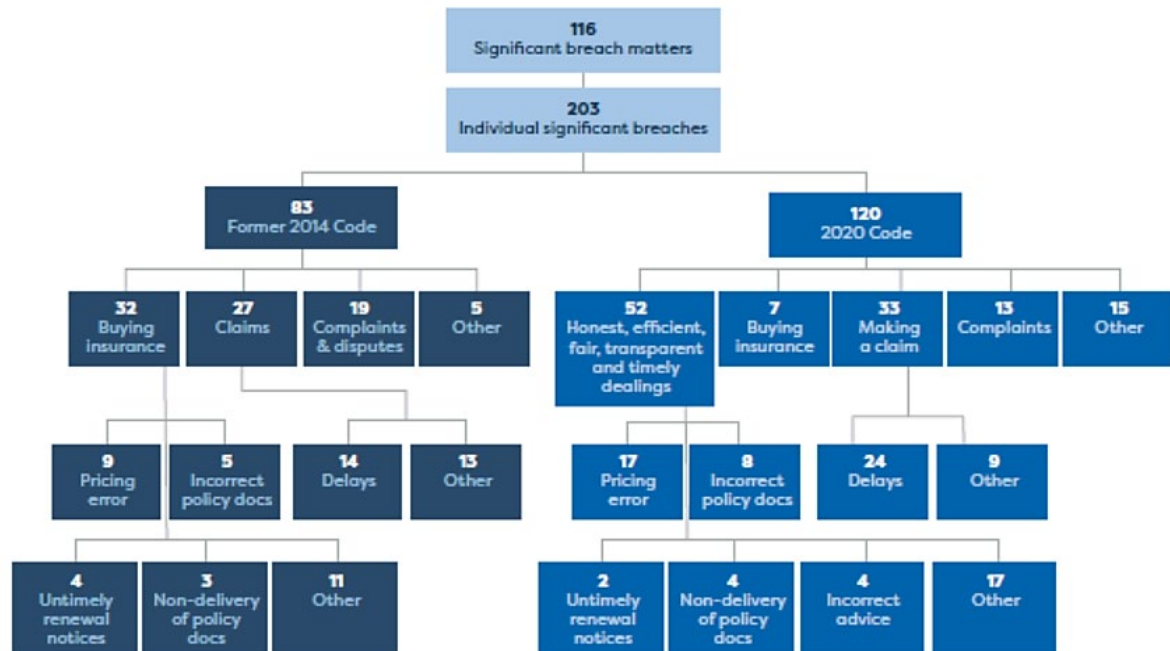 116
Significant breach matters
203
Individual significant breaches
83
Former 2014 Code
120
2020 Code
32
Buying
insurance
27
Claims
19
Complaints
& disputes
5
Other
52
Honest, efficient,
fair, transparent
and timely
dealings
7
Buying
insurance
33
Making
a claim
13
Complaints
15
Other
9
Pricing
error
5
Incorrect
policy docs
14
Delays
13
Other
17
Pricing
error
8
Incorrect
policy docs
24
Delays
9
Other
4
Untimely
renewal
notices
3
Non-delivery
of policy
docs
11
Other
2
Untimely
renewal
notices
4
Non-delivery
of policy
docs
4
Incorrect
advice
17
Other